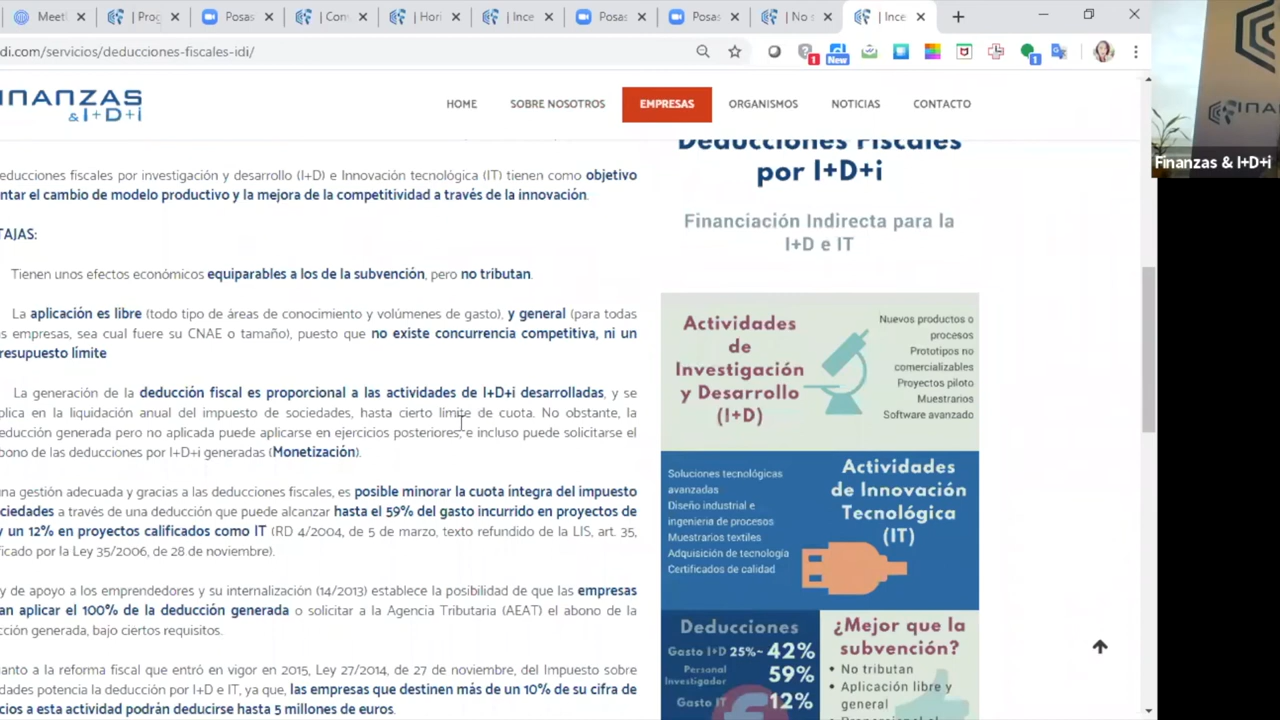 Meeti
| Prog
Posas
| Conv
| Hori
| Ince
Posas
Posas
| No s
| Ince
di.com/servicios/deducciones-fiscales-idi/
1
New
1
INANZAS
& I+D+i
HOME
SOBRE NOSOTROS
EMPRESAS
ORGANISMOS
NOTICIAS
CONTACTO
Finanzas & I+D+i
educciones fiscales por investigación y desarrollo (I+D) e Innovación tecnológica (IT) tienen como objetivo
ntar el cambio de modelo productivo y la mejora de la competitividad a través de la innovación.
TAJAS:
Tienen unos efectos económicos equiparables a los de la subvención, pero no tributan.
La aplicación es libre (todo tipo de áreas de conocimiento y volúmenes de gasto), y general (para todas
s empresas, sea cual fuere su CNAE o tamaño), puesto que no existe concurrencia competitiva, ni un
resupuesto límite
La generación de la deducción fiscal es proporcional a las actividades de I+D+i desarrolladas, y se
plica en la liquidación anual del impuesto de sociedades, hasta cierto límite de cuota. No obstante, la
educción generada pero no aplicada puede aplicarse en ejercicios posteriores, e incluso puede solicitarse el
bono de las deducciones por I+D+i generadas (Monetización).
una gestión adecuada y gracias a las deducciones fiscales, es posible minorar la cuota integra del impuesto
ociedades a través de una deducción que puede alcanzar hasta el 59% del gasto incurrido en proyectos de
y un 12% en proyectos calificados como IT (RD 4/2004, de 5 de marzo, texto refundido de la LIS, art. 35,
ficado por la Ley 35/2006, de 28 de noviembre).
y de apoyo a los emprendedores y su internalización (14/2013) establece la posibilidad de que las empresas
an aplicar el 100% de la deducción generada o solicitar a la Agencia Tributaria (AEAT) el abono de la
cción generada, bajo ciertos requisitos.
anto a la reforma fiscal que entró en vigor en 2015, Ley 27/2014, de 27 de noviembre, del Impuesto sobre
dades potencia la deducción por I+D e IT, ya que, las empresas que destinen más de un 10% de su cifra de
cios a esta actividad podrán deducirse hasta 5 millones de euros.
Deducciones Fiscales
por I+D+i
Financiación Indirecta para la
I+D e IT
Actividades
de
Investigación
y Desarrollo
(I+D)
Nuevos productos o
procesos
Prototipos no
comercializables
Proyectos piloto
Muestrarios
Software avanzado
Soluciones tecnológicas
avanzadas
Diseño industrial e
ingenieria de procesos
Muestrarios textiles
Adquisición de tecnología
Certificados de calidad
Actividades
de Innovación
Tecnológica
(IT)
Deducciones
Gasto I+D 25%~ 42%
Personal
Investigador 59%
Gasto IT 12%
¿Mejor que la
subvención?
• No tributan
• Aplicación libre y
general